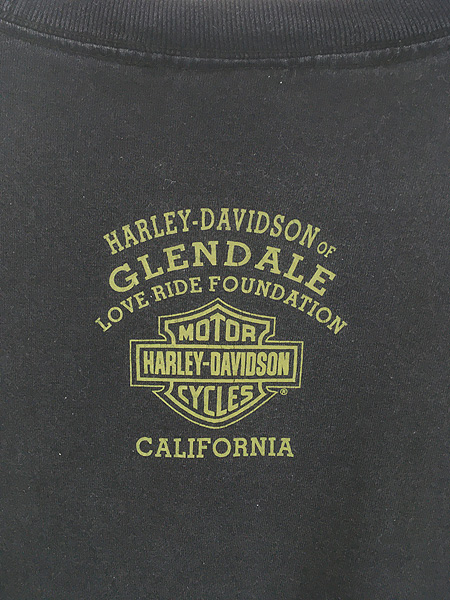 HARLEY-DAVIDSON OF
GLENDALE
LOVE RIDE FOUNDATION
MOTOR
HARLEY-DAVIDSON
CYCLES ®
CALIFORNIA